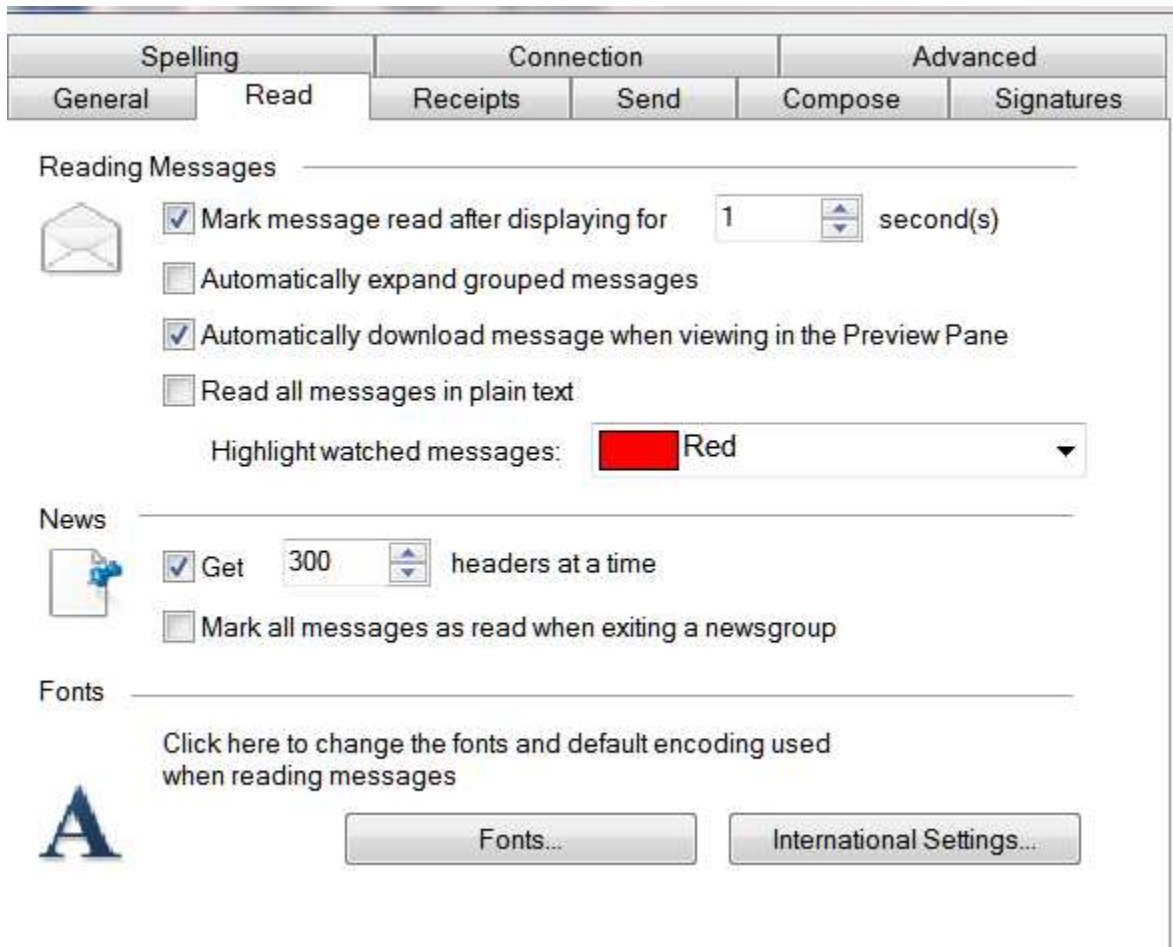 Spelling Connection Advanced
General Read Receipts Send Compose Signatures
Reading Messages
Mark message read after displaying for 1 second(s)
Automatically expand grouped messages
Automatically download message when viewing in the Preview Pane
Read all messages in plain text
Highlight watched messages: Red
News
Get 300 headers at a time
Mark all messages as read when exiting a newsgroup
Fonts
Click here to change the fonts and default encoding used
when reading messages
A
Fonts... International Settings...